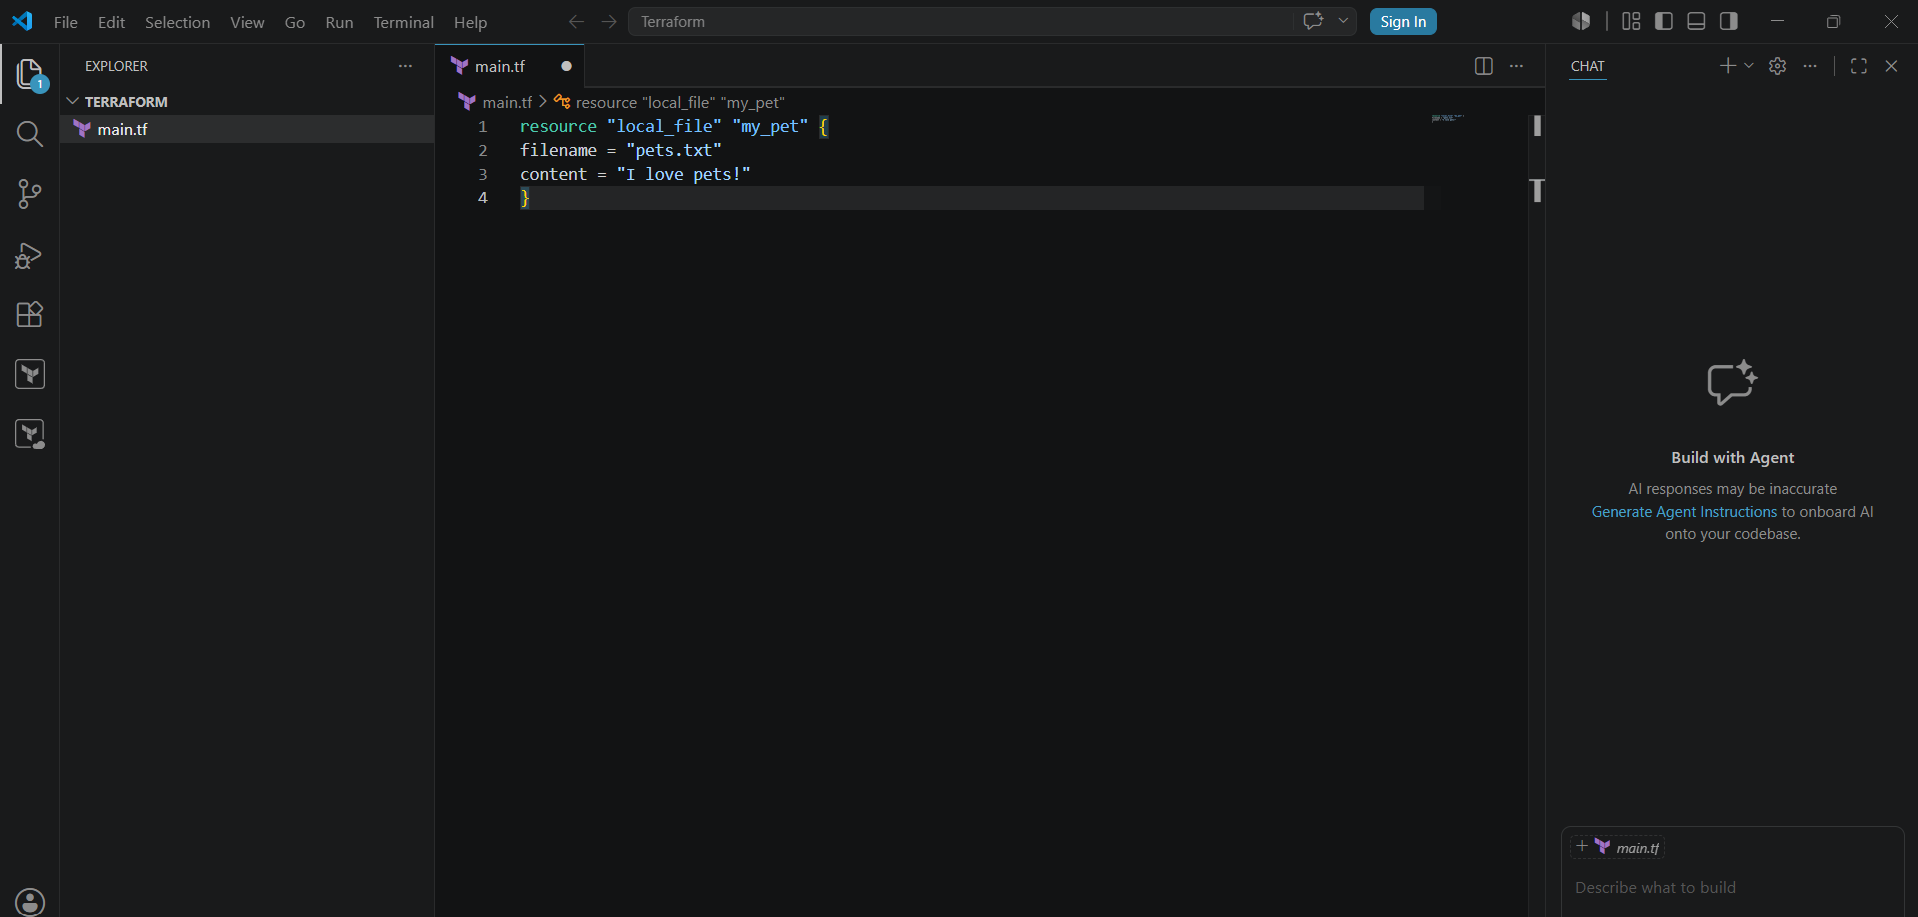 File Edit Selection View Go Run Terminal Help
Terraform
Sign In
EXPLORER
1
TERRAFORM
main.tf
main.tf
main.tf > resource "local_file" "my_pet"
1 resource "local_file" "my_pet" {
2 filename = "pets.txt"
3 content = "I love pets!"
4 }
CHAT
Build with Agent
AI responses may be inaccurate
Generate Agent Instructions to onboard AI
onto your codebase.
+ main.tf
Describe what to build